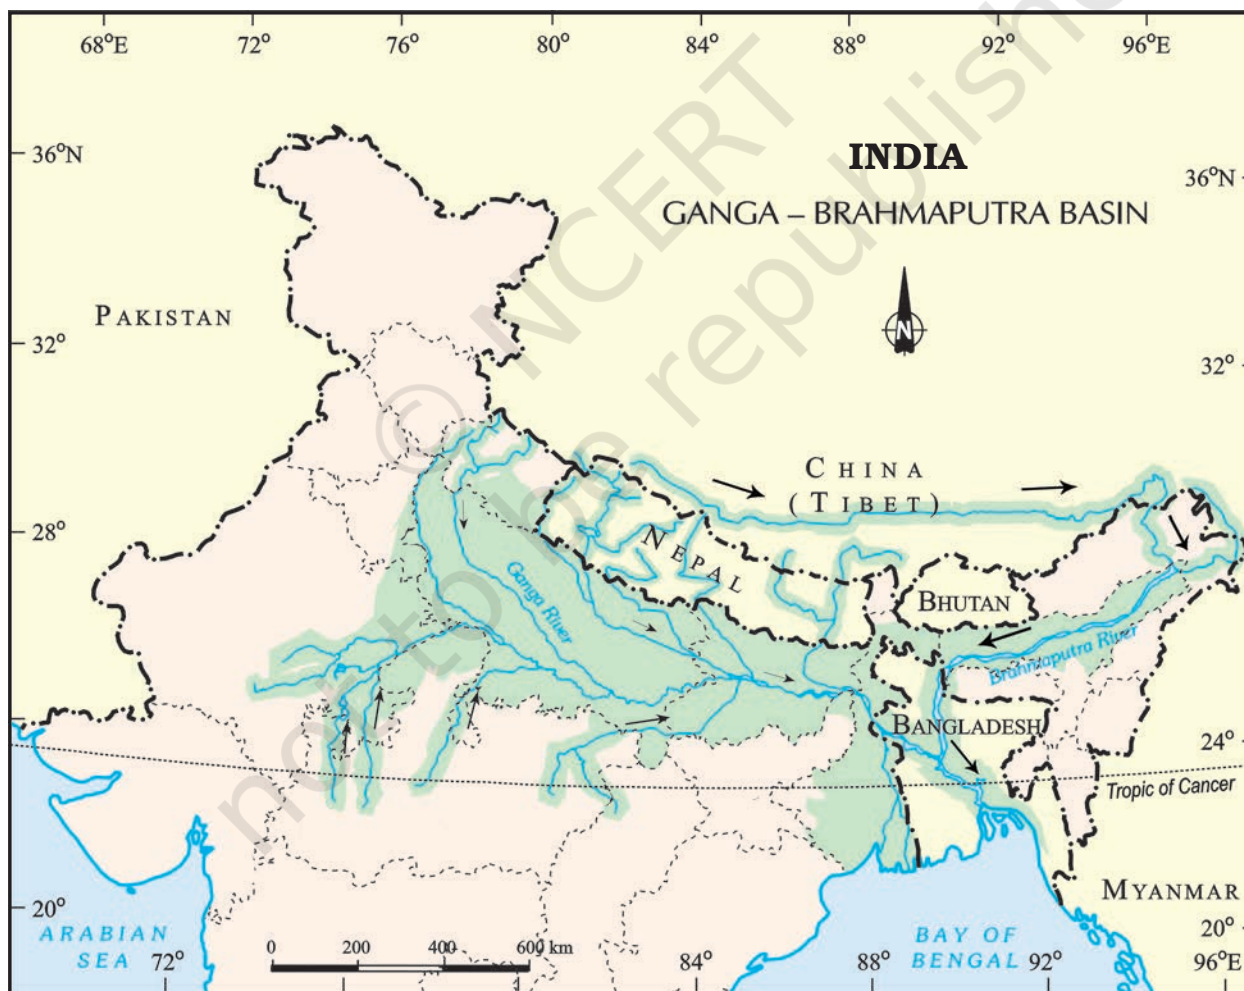 68°E 72° 76° 80° 84° 88° 92° 96°E
36°N
INDIA
36°N
GANGA – BRAHMAPUTRA BASIN
N
PAKISTAN
32°
32°
CHINA
(TIBET)
28°
NEPAL
Ganga River
BHUTAN
Brahmaputra River
BANGLADESH
24°
Tropic of Cancer
MYANMAR
20°
20°
ARABIAN
SEA
BAY OF
BENGAL
0 200 400 600 km
72° 84° 88° 92° 96°E
© NCERT
not to be republished